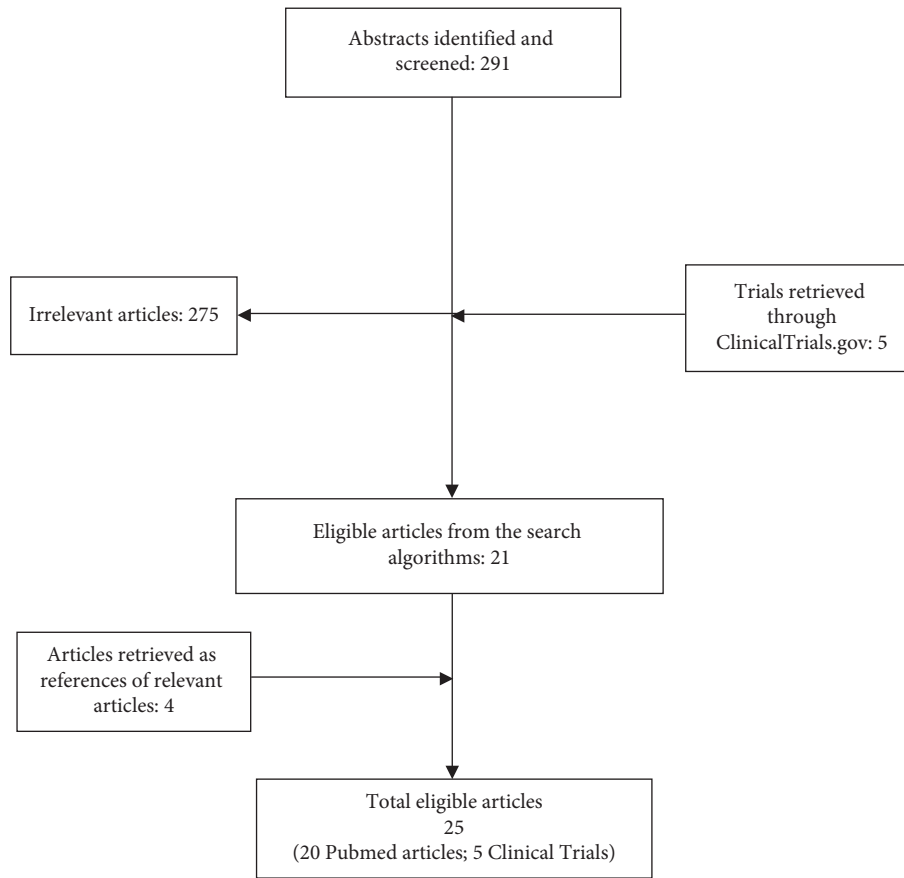 Abstracts identified and
screened: 291
Irrelevant articles: 275
Trials retrieved
through
ClinicalTrials.gov: 5
Eligible articles from the search
algorithms: 21
Articles retrieved as
references of relevant
articles: 4
Total eligible articles
25
(20 Pubmed articles; 5 Clinical Trials)